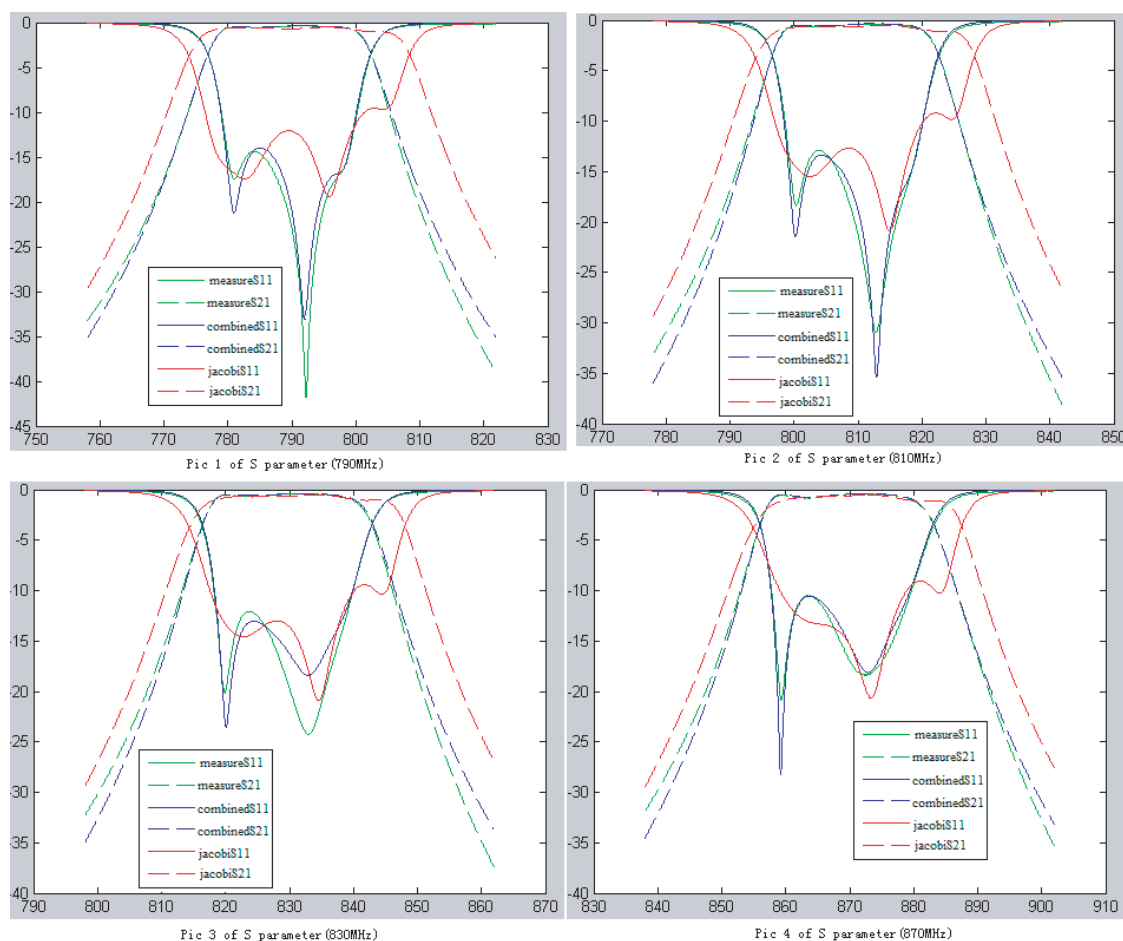 0
-5
-10
-15
-20
-25
-30
-35
-40
-45
750 760 770 780 790 800 810 820 830
measureS11
measureS21
combinedS11
combinedS21
jacobiS11
jacobiS21
Pic 1 of S parameter(790MHz)
0
-5
-10
-15
-20
-25
-30
-35
-40
770 780 790 800 810 820 830 840 850
measureS11
measureS21
combinedS11
combinedS21
jacobiS11
jacobiS21
Pic 2 of S parameter(810MHz)
0
-5
-10
-15
-20
-25
-30
-35
-40
790 800 810 820 830 840 850 860 870
measureS11
measureS21
combinedS11
combinedS21
jacobiS11
jacobiS21
Pic 3 of S parameter(830MHz)
0
-5
-10
-15
-20
-25
-30
-35
-40
830 840 850 860 870 880 890 900 910
measureS11
measureS21
combinedS11
combinedS21
jacobiS11
jacobiS21
Pic 4 of S parameter(870MHz)